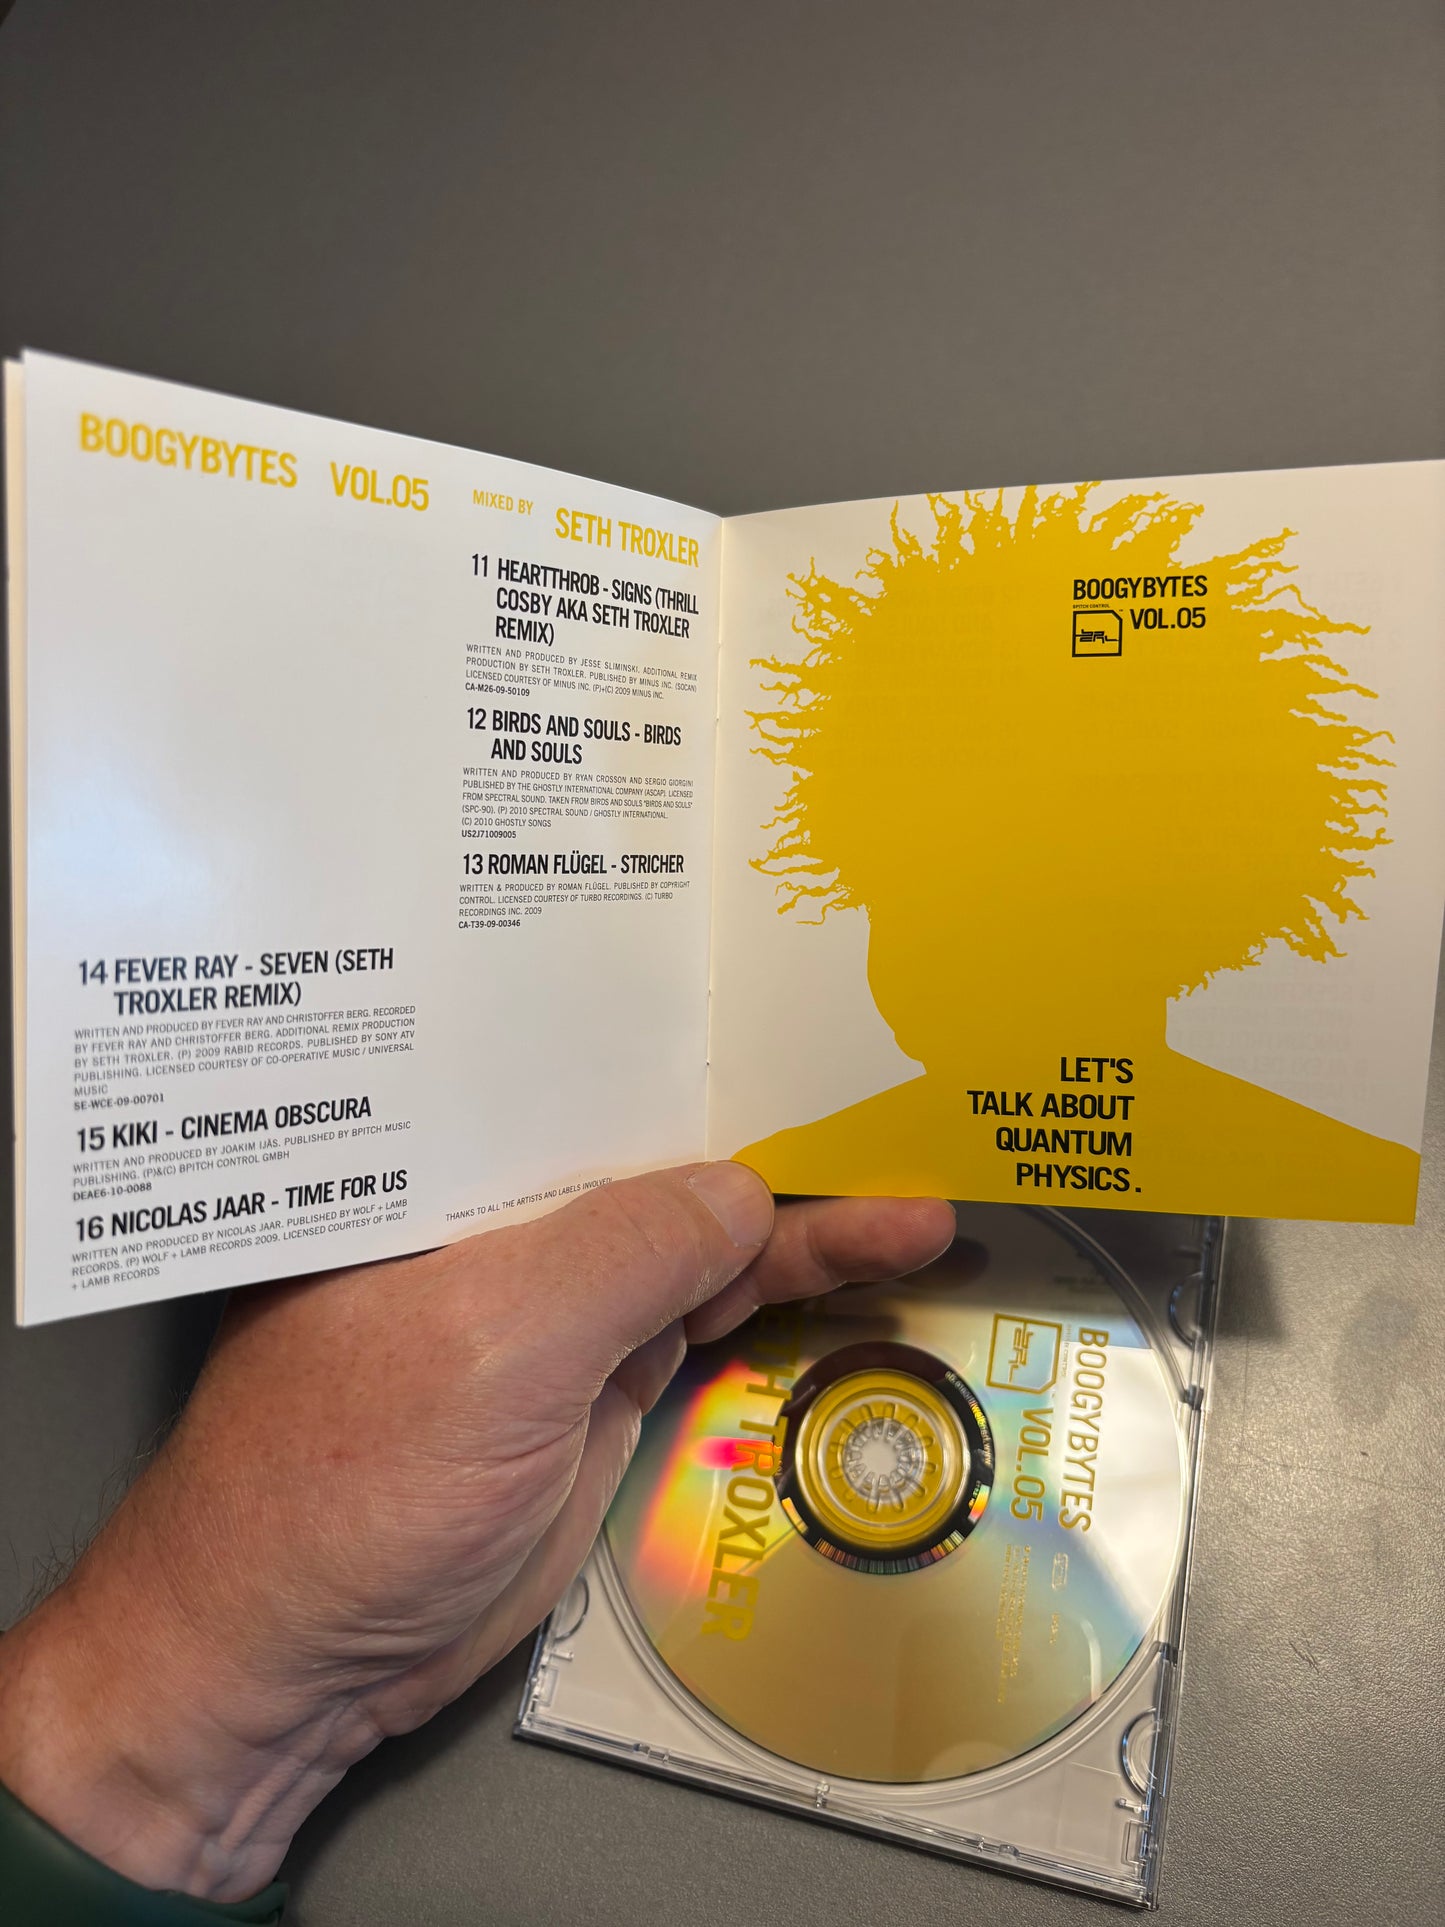 BOOGYBYTES VOL.05 MIXED BY SETH TROXLER
11 HEARTTHROB - SIGNS (THRILL
COSBY AKA SETH TROXLER
REMIX)
WRITTEN AND PRODUCED BY JESSE SLIMINSKI. ADDITIONAL REMIX
PRODUCTION BY SETH TROXLER. PUBLISHED BY MINUS INC. (SOCAN)
LICENSED COURTESY OF MINUS INC. (P)+(C) 2009 MINUS INC.
CA-M26-09-50109
12 BIRDS AND SOULS - BIRDS
AND SOULS
WRITTEN AND PRODUCED BY RYAN CROSSON AND SERGIO GIORGINI
PUBLISHED BY THE GHOSTLY INTERNATIONAL COMPANY (ASCAP). LICENSED
FROM SPECTRAL SOUND. TAKEN FROM BIRDS AND SOULS "BIRDS AND SOULS"
(SPC-90). (P) 2010 SPECTRAL SOUND / GHOSTLY INTERNATIONAL.
(C) 2010 GHOSTLY SONGS
US2J71009005
13 ROMAN FLÜGEL - STRICHER
WRITTEN & PRODUCED BY ROMAN FLÜGEL. PUBLISHED BY COPYRIGHT
CONTROL. LICENSED COURTESY OF TURBO RECORDINGS. (C) TURBO
RECORDINGS INC. 2009
CA-T39-09-00346
14 FEVER RAY - SEVEN (SETH
TROXLER REMIX)
WRITTEN AND PRODUCED BY FEVER RAY AND CHRISTOFFER BERG. RECORDED
BY FEVER RAY AND CHRISTOFFER BERG. ADDITIONAL REMIX PRODUCTION
BY SETH TROXLER. (P) 2009 RABID RECORDS. PUBLISHED BY SONY ATV
PUBLISHING. LICENSED COURTESY OF CO-OPERATIVE MUSIC / UNIVERSAL
MUSIC
SE-WCE-09-00701
15 KIKI - CINEMA OBSCURA
WRITTEN AND PRODUCED BY JOAKIM IJÄS. PUBLISHED BY BPITCH MUSIC
PUBLISHING. (P)&(C) BPITCH CONTROL GMBH
DEAE6-10-0088
16 NICOLAS JAAR - TIME FOR US
WRITTEN AND PRODUCED BY NICOLAS JAAR. PUBLISHED BY WOLF + LAMB
RECORDS. (P) WOLF + LAMB RECORDS 2009. LICENSED COURTESY OF WOLF
+ LAMB RECORDS
THANKS TO ALL THE ARTISTS AND LABELS INVOLVED!
BOOGYBYTES
BPITCH CONTROL
VOL.05
LET'S
TALK ABOUT
QUANTUM
PHYSICS.
BOOGYBYTES
VOL.05
SETH TROXLER